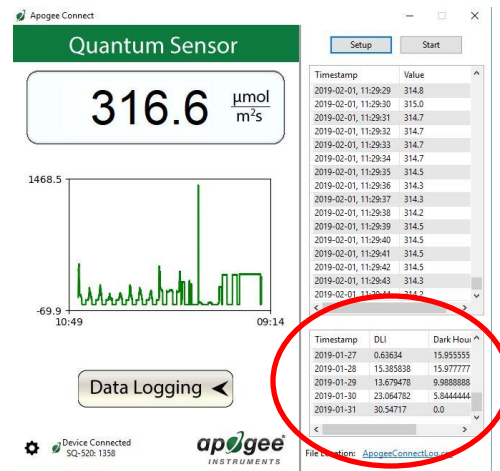 Apogee Connect
Quantum Sensor
316.6 µmol
m²s
1468.5
-69.9
10:49 09:14
Data Logging
Device Connected
SQ-520: 1358
apogee
INSTRUMENTS
Setup Start
Timestamp Value
2019-02-01, 11:29:29 314.8
2019-02-01, 11:29:30 315.0
2019-02-01, 11:29:31 314.7
2019-02-01, 11:29:32 314.7
2019-02-01, 11:29:33 314.7
2019-02-01, 11:29:34 314.7
2019-02-01, 11:29:35 314.5
2019-02-01, 11:29:36 314.3
2019-02-01, 11:29:37 314.3
2019-02-01, 11:29:38 314.2
2019-02-01, 11:29:39 314.5
2019-02-01, 11:29:40 314.5
2019-02-01, 11:29:41 314.5
2019-02-01, 11:29:42 314.5
2019-02-01, 11:29:43 314.3
2019-02-01, 11:29:44 314.2
Timestamp DLI Dark Hour
2019-01-27 0.63634 15.955555
2019-01-28 15.385838 15.977777
2019-01-29 13.679478 9.9888888
2019-01-30 23.064782 5.8444444
2019-01-31 30.54717 0.0
File Location: ApogeeConnectLog.csv